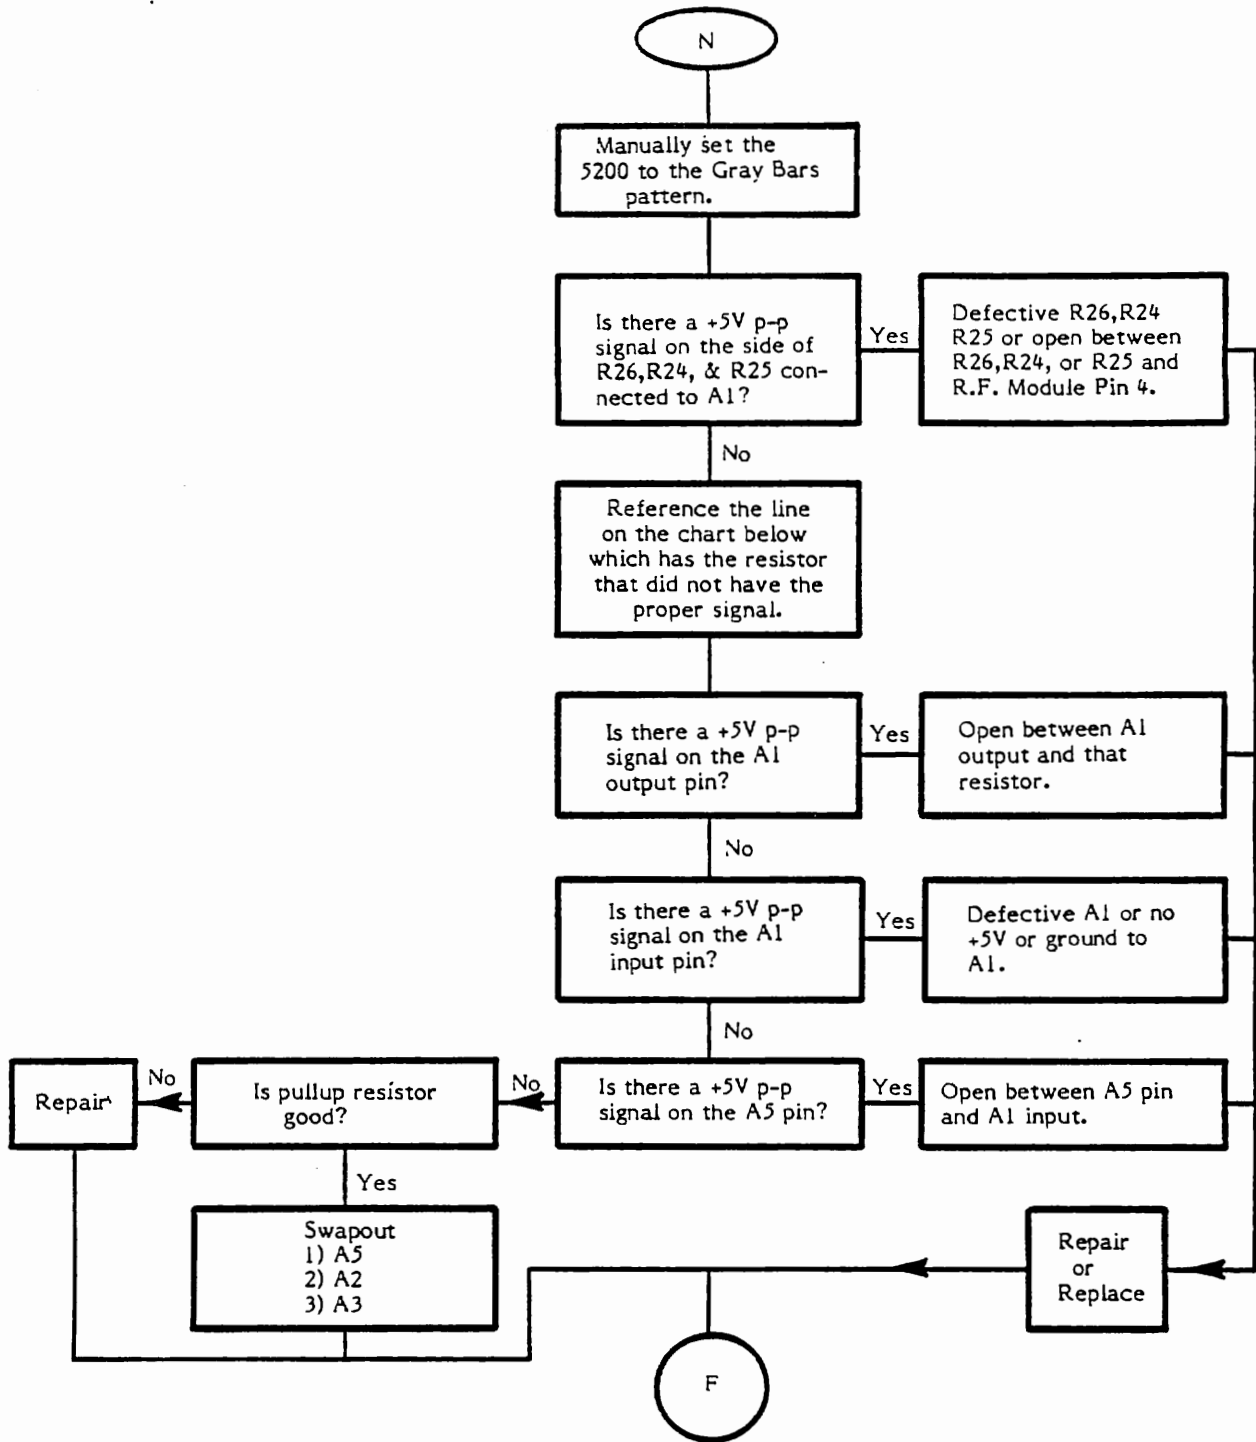 N
Manually set the
5200 to the Gray Bars
pattern.
Is there a +5V p-p
signal on the side of
R26,R24, & R25 con-
nected to A1?
Yes
Defective R26,R24
R25 or open between
R26,R24, or R25 and
R.F. Module Pin 4.
No
Reference the line
on the chart below
which has the resistor
that did not have the
proper signal.
Is there a +5V p-p
signal on the A1
output pin?
Yes
Open between A1
output and that
resistor.
No
Is there a +5V p-p
signal on the A1
input pin?
Yes
Defective A1 or no
+5V or ground to
A1.
No
Is there a +5V p-p
signal on the A5 pin?
Yes
Open between A5 pin
and A1 input.
No
Is pullup resistor
good?
No
Repair
Yes
Swapout
1) A5
2) A2
3) A3
Repair
or
Replace
F